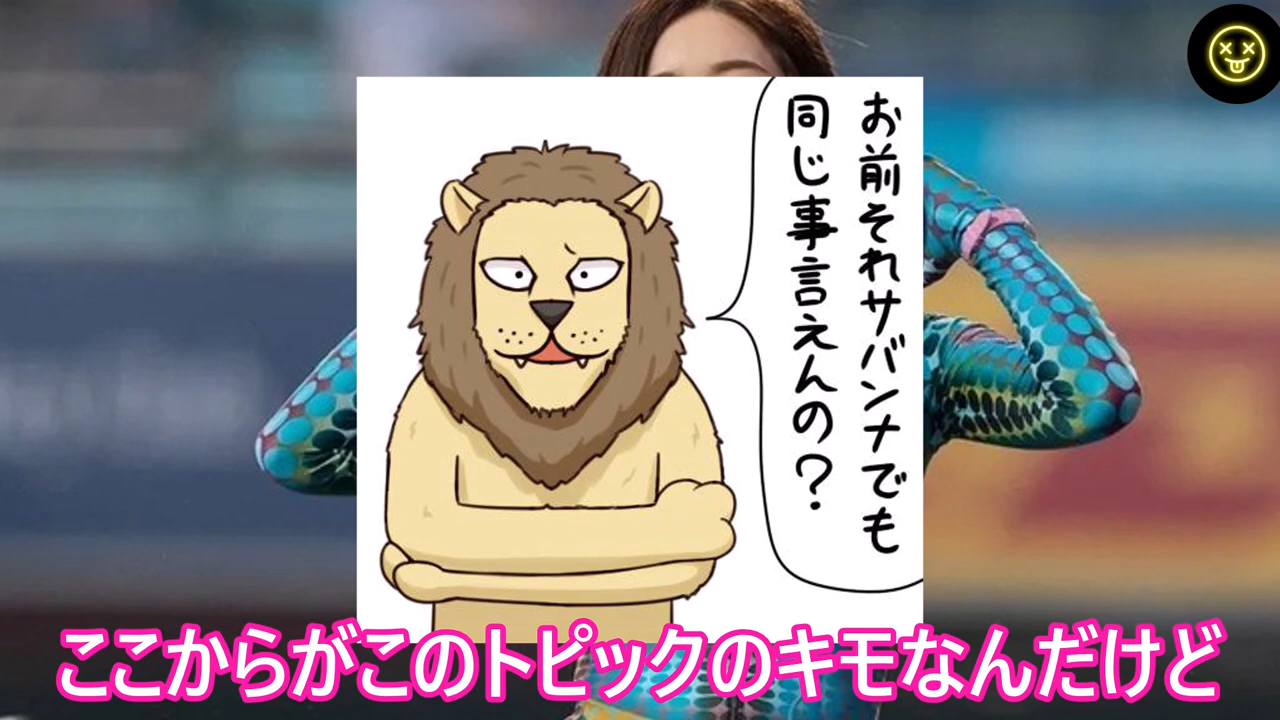 お前それサバンナでも
同じ事言えんの？
ここからがこのトピックのキモなんだけど